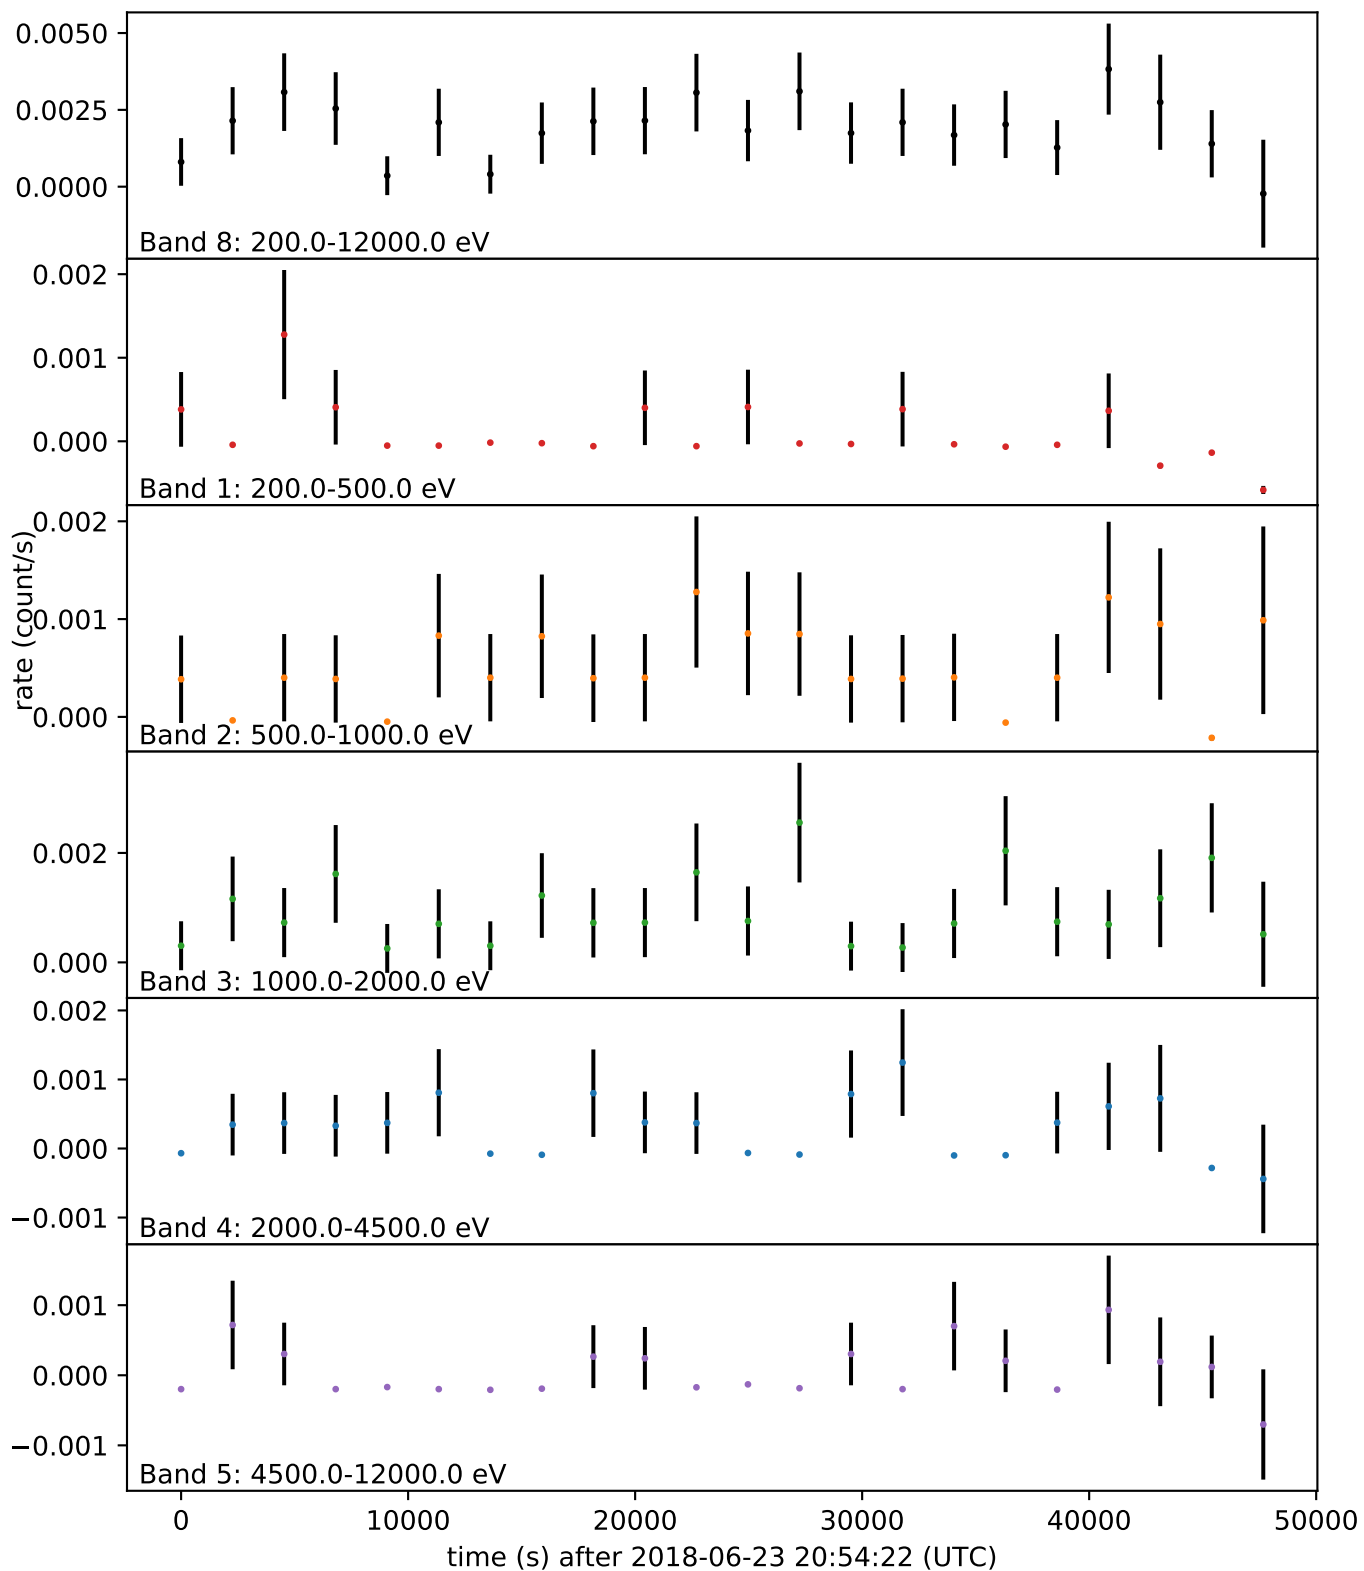 0.0050
0.0025
0.0000
Band 8: 200.0-12000.0 eV
0.002
0.001
0.000
Band 1: 200.0-500.0 eV
rate (count/s)
0.002
0.001
0.000
Band 2: 500.0-1000.0 eV
0.002
0.000
Band 3: 1000.0-2000.0 eV
0.002
0.001
0.000
−0.001
Band 4: 2000.0-4500.0 eV
0.001
0.000
−0.001
Band 5: 4500.0-12000.0 eV
0 10000 20000 30000 40000 50000
time (s) after 2018-06-23 20:54:22 (UTC)